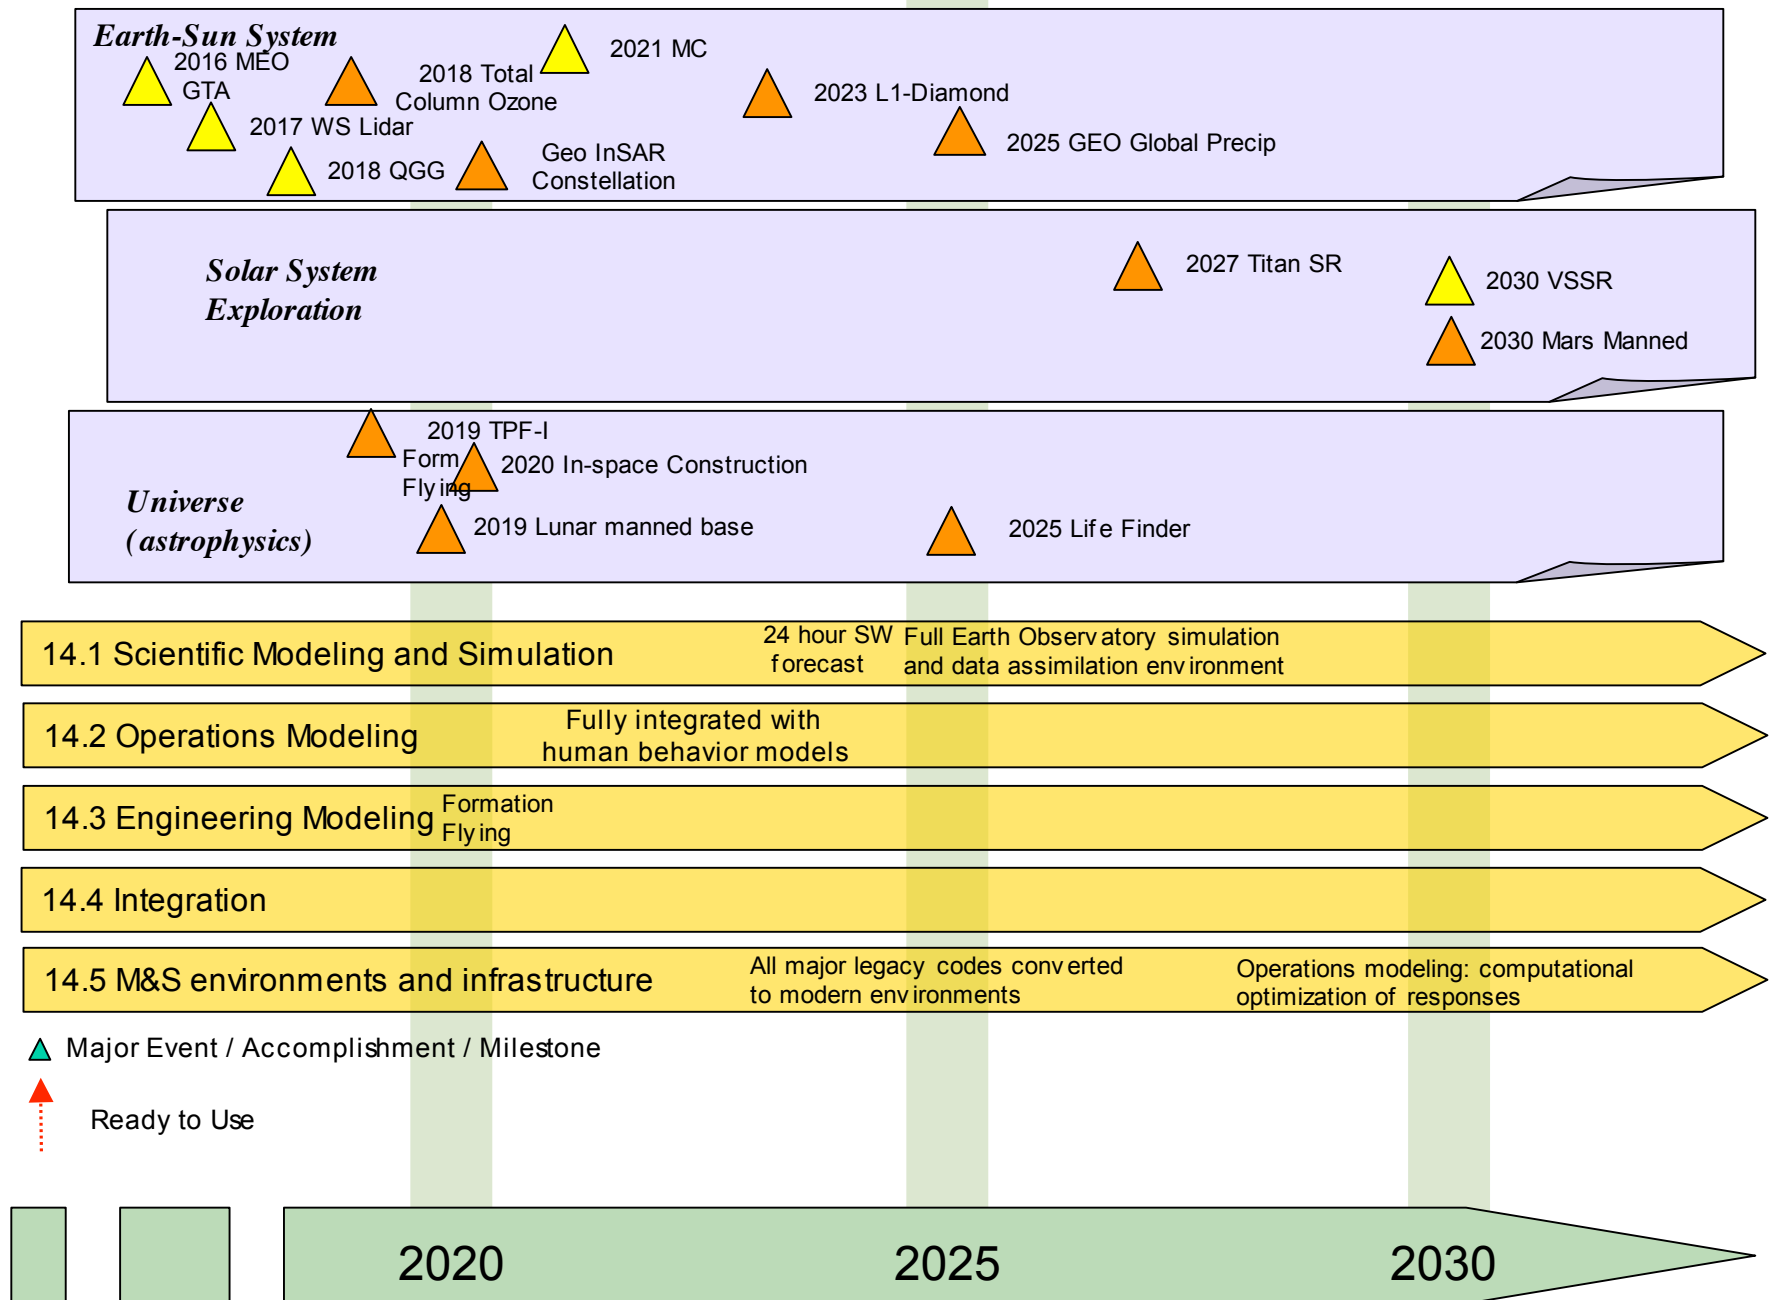 Earth-Sun System
2016 MEO
GTA
2017 WS Lidar
2018 QGG
2018 Total
Column Ozone
Geo InSAR
Constellation
2021 MC
2023 L1-Diamond
2025 GEO Global Precip
Solar System
Exploration
2027 Titan SR
2030 VSSR
2030 Mars Manned
Universe
(astrophysics)
2019 TPF-I
Form
Flying
2020 In-space Construction
2019 Lunar manned base
2025 Life Finder
14.1 Scientific Modeling and Simulation
24 hour SW
forecast
Full Earth Observatory simulation
and data assimilation environment
14.2 Operations Modeling
Fully integrated with
human behavior models
14.3 Engineering Modeling
Formation
Flying
14.4 Integration
14.5 M&S environments and infrastructure
All major legacy codes converted
to modern environments
Operations modeling: computational
optimization of responses
Major Event / Accomplishment / Milestone
Ready to Use
2020
2025
2030